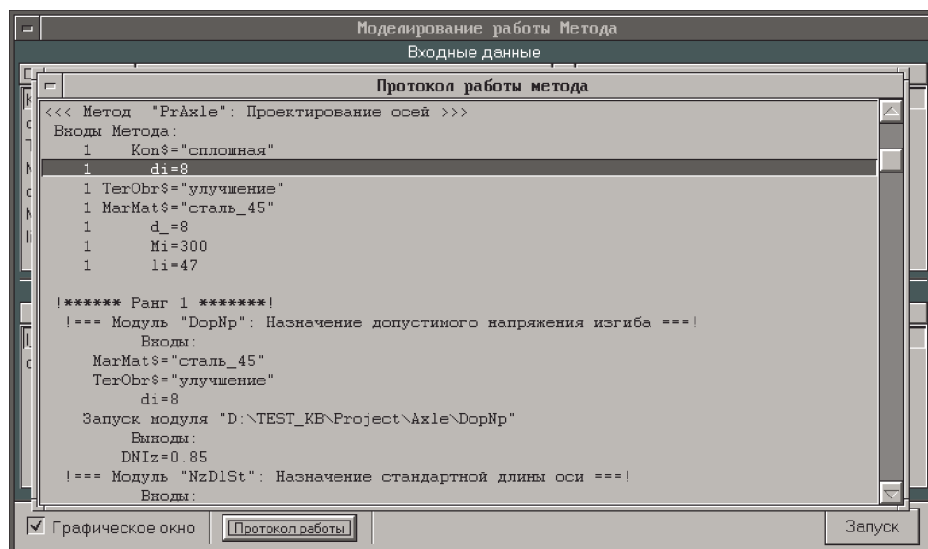 Моделирование работы Метода
Входные данные
Протокол работы метода
<<< Метод "PrAxle": Проектирование осей >>>
Входы Метода:
1 Kon$="сплошная"
1 di=8
1 TerObr$="улучшение"
1 MarMat$="сталь_45"
1 d_=8
1 Mi=300
1 li=47
!****** Ранг 1 *******!
!=== Модуль "DopNp": Назначение допустимого напряжения изгиба ===!
Входы:
MarMat$="сталь_45"
TerObr$="улучшение"
di=8
Запуск модуля "D:\TEST_KB\Project\Axle\DopNp"
Выходы:
DNIz=0.85
!=== Модуль "NzDlSt": Назначение стандартной длины оси ===!
Входы:
Графическое окно
Протокол работы
Запуск